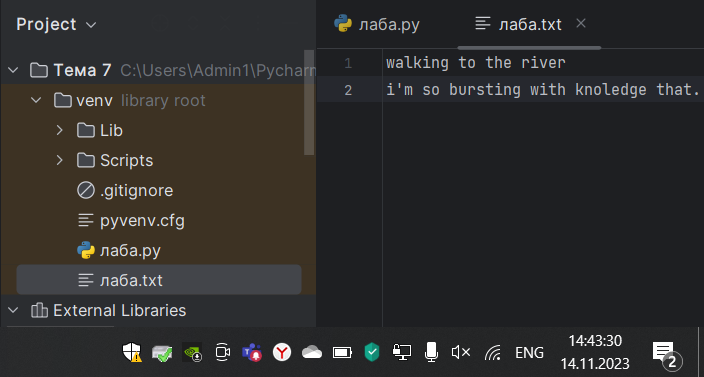 Project
лаба.py
лаба.txt
Тема 7 C:\Users\Admin1\Pycharm
venv library root
Lib
Scripts
.gitignore
pyvenv.cfg
лаба.py
лаба.txt
External Libraries
1 walking to the river
2 i'm so bursting with knoledge that.
ENG
14:43:30
14.11.2023
2